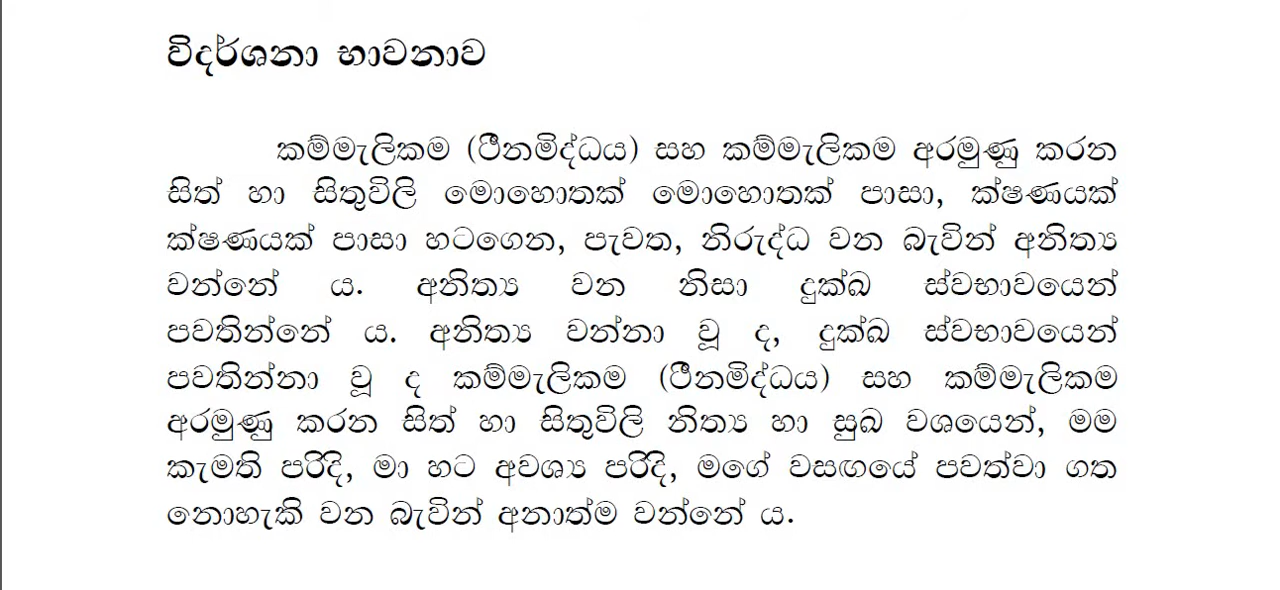 විදර්ශනා භාවනාව
කම්මැලිකම (ථීනමිද්ධය) සහ කම්මැලිකම අරමුණු කරන
සිත් හා සිතුවිලි මොහොතක් මොහොතක් පාසා, ක්ෂණයක්
ක්ෂණයක් පාසා හටගෙන, පැවත, නිරුද්ධ වන බැවින් අනිත්‍ය
වන්නේ ය. අනිත්‍ය වන නිසා දුක්ඛ ස්වභාවයෙන්
පවතින්නේ ය. අනිත්‍ය වන්නා වූ ද, දුක්ඛ ස්වභාවයෙන්
පවතින්නා වූ ද කම්මැලිකම (ථීනමිද්ධය) සහ කම්මැලිකම
අරමුණු කරන සිත් හා සිතුවිලි නිත්‍ය හා සුඛ වශයෙන්, මම
කැමති පරිදි, මා හට අවශ්‍ය පරිදි, මගේ වසඟයේ පවත්වා ගත
නොහැකි වන බැවින් අනාත්ම වන්නේ ය.